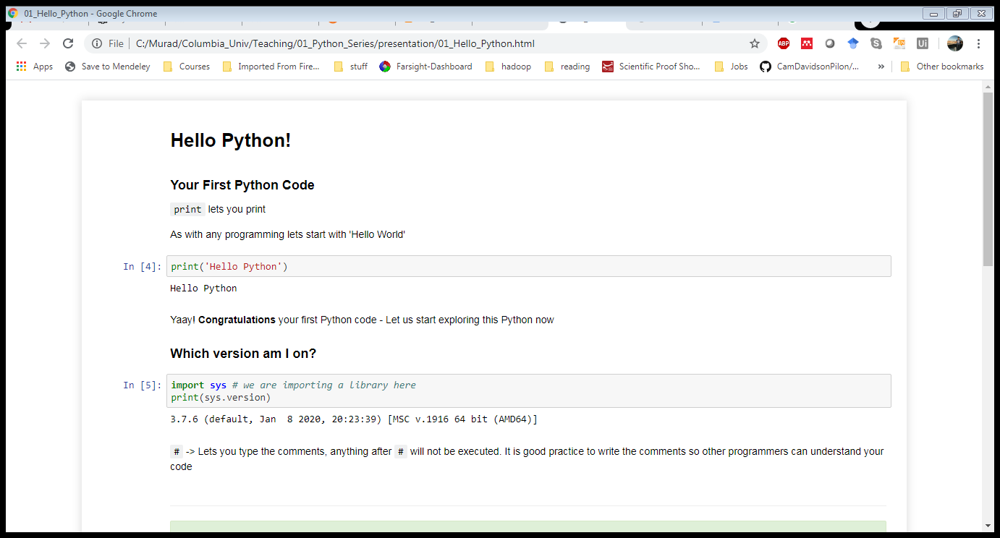 01_Hello_Python - Google Chrome
File C:/Murad/Columbia_Univ/Teaching/01_Python_Series/presentation/01_Hello_Python.html
ABP
EN
Ui
Apps Save to Mendeley Courses Imported From Fire... stuff Farsight-Dashboard hadoop reading Scientific Proof Sho... Jobs CamDavidsonPilon/... » Other bookmarks
Hello Python!
Your First Python Code
print lets you print
As with any programming lets start with 'Hello World'
In [4]: print('Hello Python')
Hello Python
Yaay! Congratulations your first Python code - Let us start exploring this Python now
Which version am I on?
In [5]: import sys # we are importing a library here
print(sys.version)
3.7.6 (default, Jan  8 2020, 20:23:39) [MSC v.1916 64 bit (AMD64)]
# -> Lets you type the comments, anything after # will not be executed. It is good practice to write the comments so other programmers can understand your
code